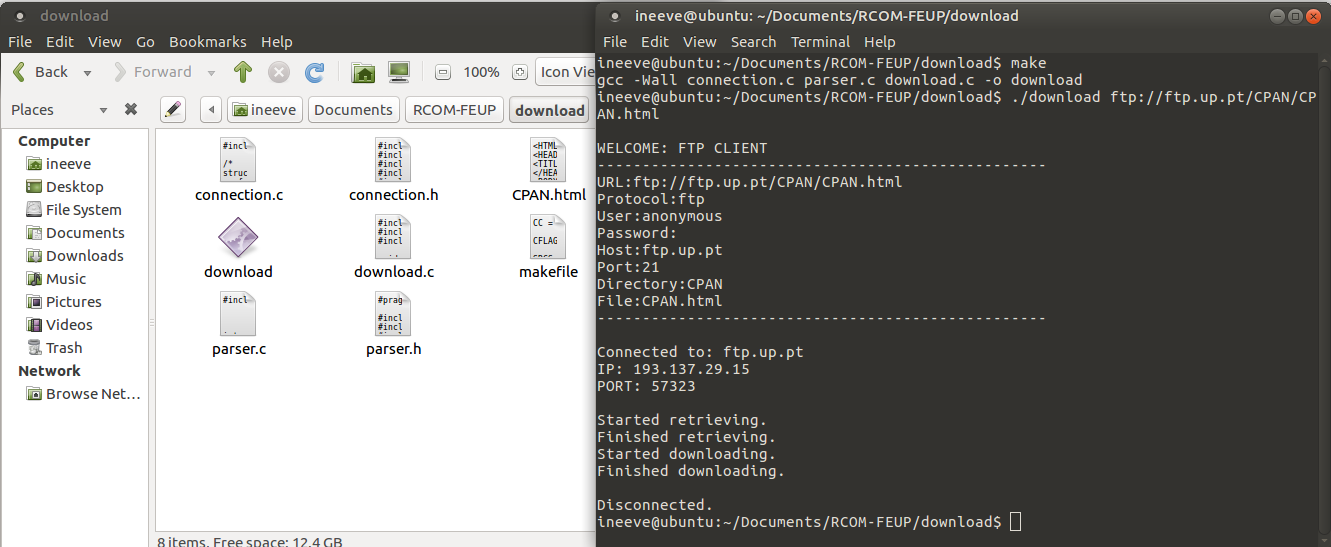 download
File Edit View Go Bookmarks Help
Back Forward 100% Icon View
Places ineeve Documents RCOM-FEUP download
Computer
ineeve
Desktop
File System
Documents
Downloads
Music
Pictures
Videos
Trash
Network
Browse Net...
#incl
/*
struc
connection.c
#incl
#incl
#incl
#incl
connection.h
<HTML
<HEAD
<TITL
</HEA
CPAN.html
download
#incl
#incl
#incl
download.c
CC =
CFLAG
makefile
#incl
parser.c
#prag
#incl
#incl
parser.h
8 items, Free space: 12,4 GB
ineeve@ubuntu: ~/Documents/RCOM-FEUP/download
File Edit View Search Terminal Help
ineeve@ubuntu:~/Documents/RCOM-FEUP/download$ make
gcc -Wall connection.c parser.c download.c -o download
ineeve@ubuntu:~/Documents/RCOM-FEUP/download$ ./download ftp://ftp.up.pt/CPAN/CP
AN.html
WELCOME: FTP CLIENT
--------------------------------------------------
URL:ftp://ftp.up.pt/CPAN/CPAN.html
Protocol:ftp
User:anonymous
Password:
Host:ftp.up.pt
Port:21
Directory:CPAN
File:CPAN.html
--------------------------------------------------
Connected to: ftp.up.pt
IP: 193.137.29.15
PORT: 57323
Started retrieving.
Finished retrieving.
Started downloading.
Finished downloading.
Disconnected.
ineeve@ubuntu:~/Documents/RCOM-FEUP/download$